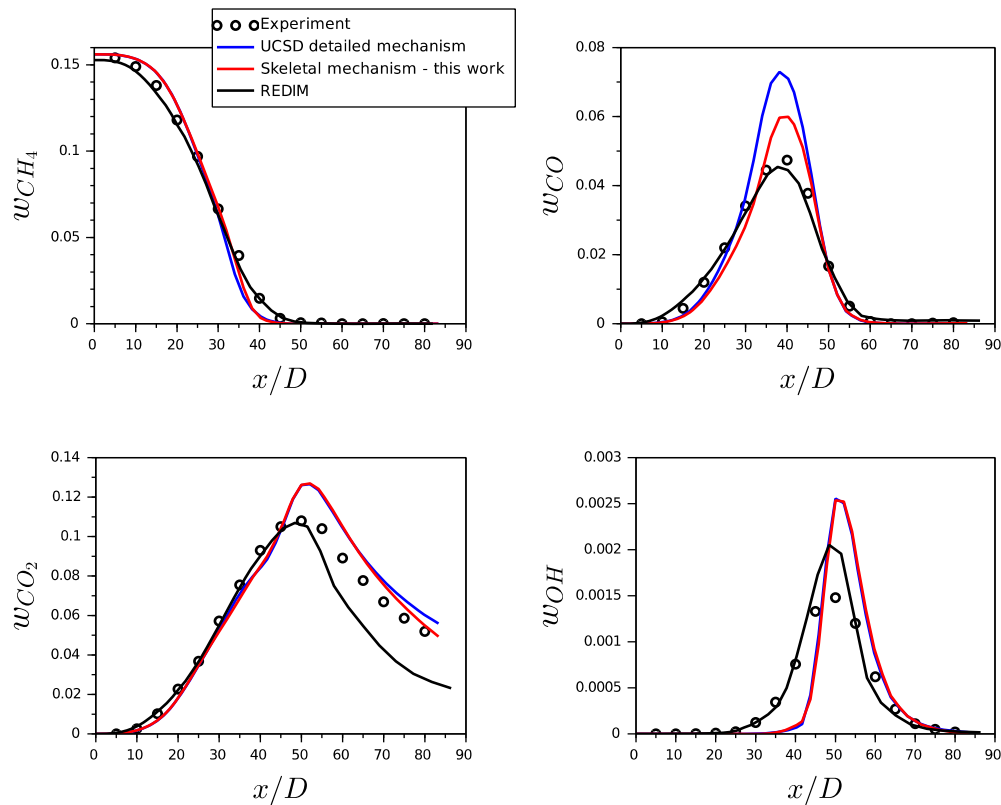 Experiment
UCSD detailed mechanism
Skeletal mechanism - this work
REDIM
0.15
0.1
0.05
0
0 10 20 30 40 50 60 70 80 90
w_{CH_4}
x/D
0.08
0.06
0.04
0.02
0
0 10 20 30 40 50 60 70 80 90
w_{CO}
x/D
0.14
0.12
0.1
0.08
0.06
0.04
0.02
0
0 10 20 30 40 50 60 70 80 90
w_{CO_2}
x/D
0.003
0.0025
0.002
0.0015
0.001
0.0005
0
0 10 20 30 40 50 60 70 80 90
w_{OH}
x/D